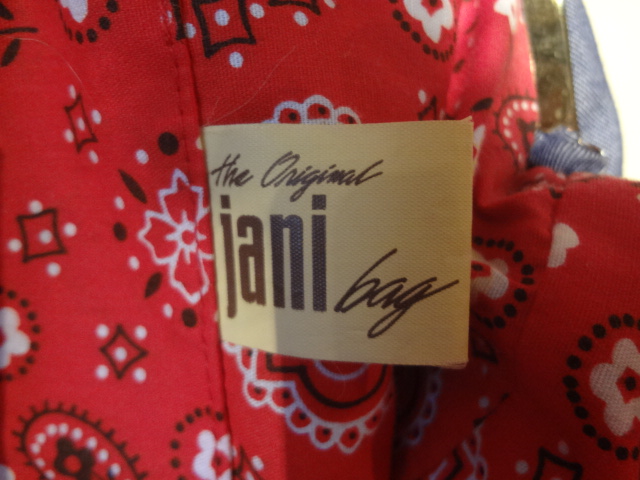 the Original
jani
bag